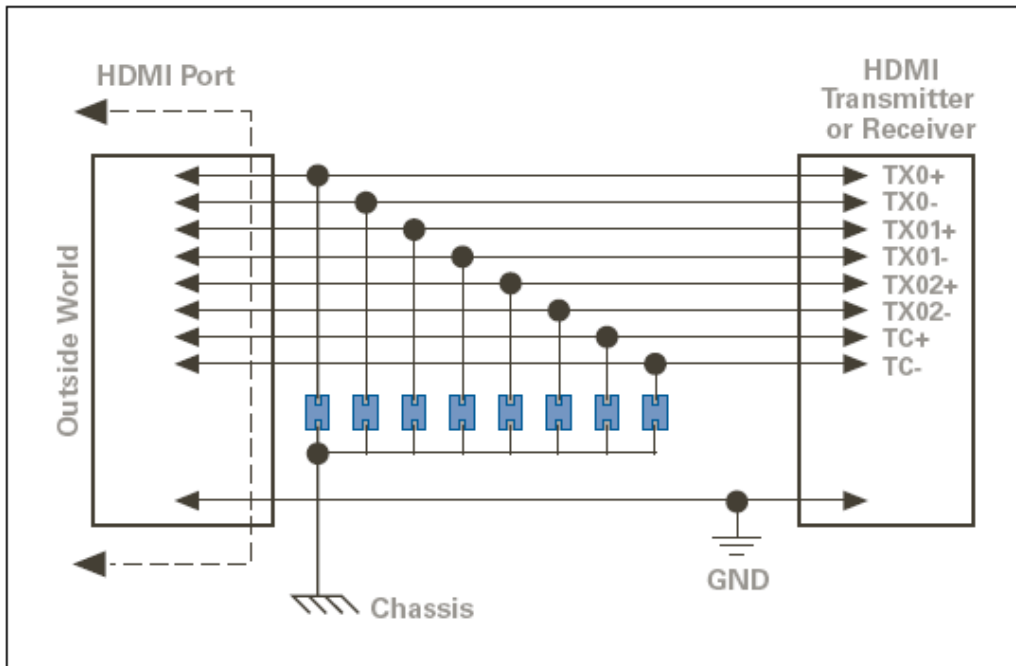 HDMI Port
HDMI
Transmitter
or Receiver
Outside World
TX0+
TX0-
TX01+
TX01-
TX02+
TX02-
TC+
TC-
GND
Chassis